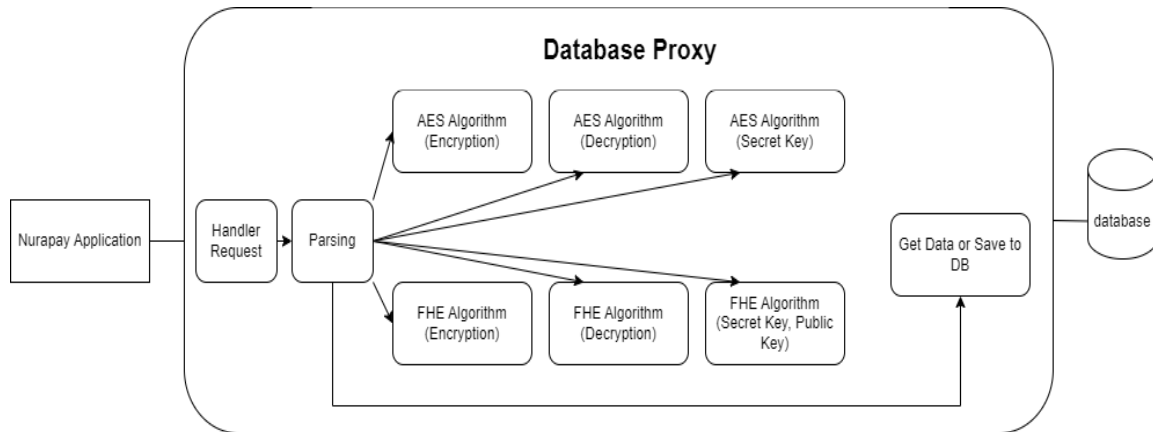 Database Proxy
AES Algorithm
(Encryption)
AES Algorithm
(Decryption)
AES Algorithm
(Secret Key)
Nurapay Application
Handler
Request
Parsing
Get Data or Save to
DB
database
FHE Algorithm
(Encryption)
FHE Algorithm
(Decryption)
FHE Algorithm
(Secret Key, Public
Key)